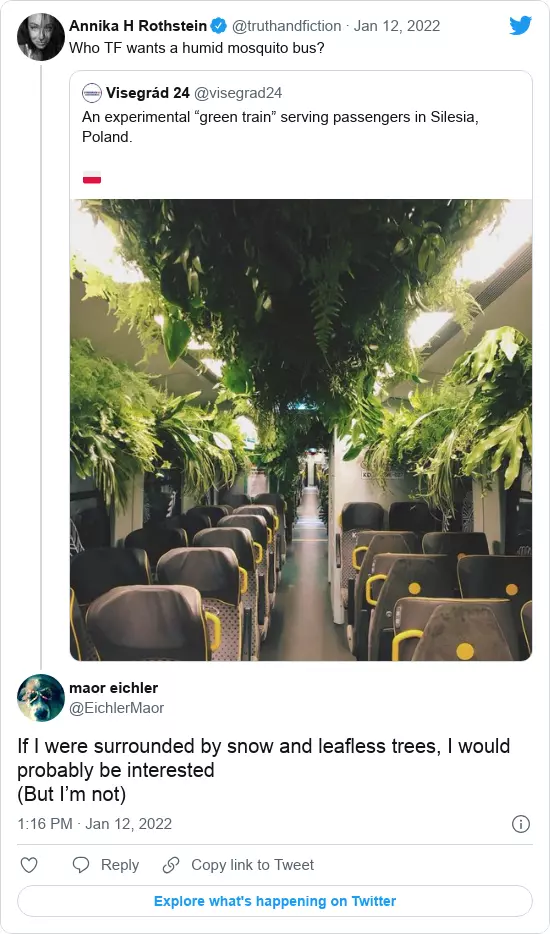 Annika H Rothstein @truthandfiction · Jan 12, 2022
Who TF wants a humid mosquito bus?
Visegrád 24 @visegrad24
An experimental “green train” serving passengers in Silesia,
Poland.
maor eichler
@EichlerMaor
If I were surrounded by snow and leafless trees, I would
probably be interested
(But I’m not)
1:16 PM · Jan 12, 2022
Reply
Copy link to Tweet
Explore what's happening on Twitter